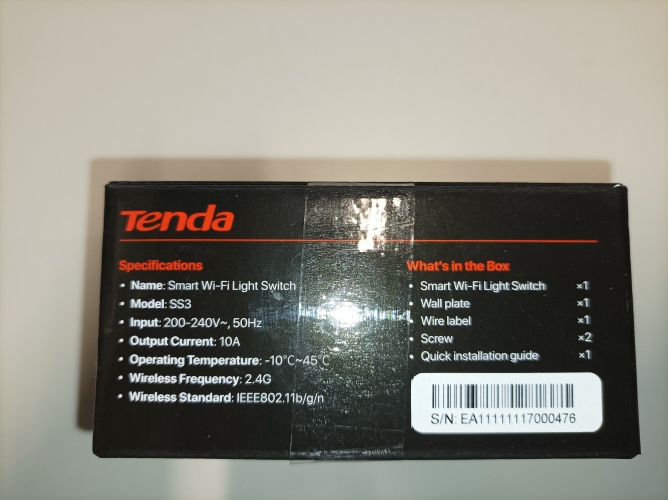 Tenda
Specifications
• Name: Smart Wi-Fi Light Switch
• Model: SS3
• Input: 200-240V~, 50Hz
• Output Current: 10A
• Operating Temperature: -10℃~45℃
• Wireless Frequency: 2.4G
• Wireless Standard: IEEE802.11b/g/n
What's in the Box
• Smart Wi-Fi Light Switch ×1
• Wall plate ×1
• Wire label ×1
• Screw ×2
• Quick installation guide ×1
S/N: EA11111117000476